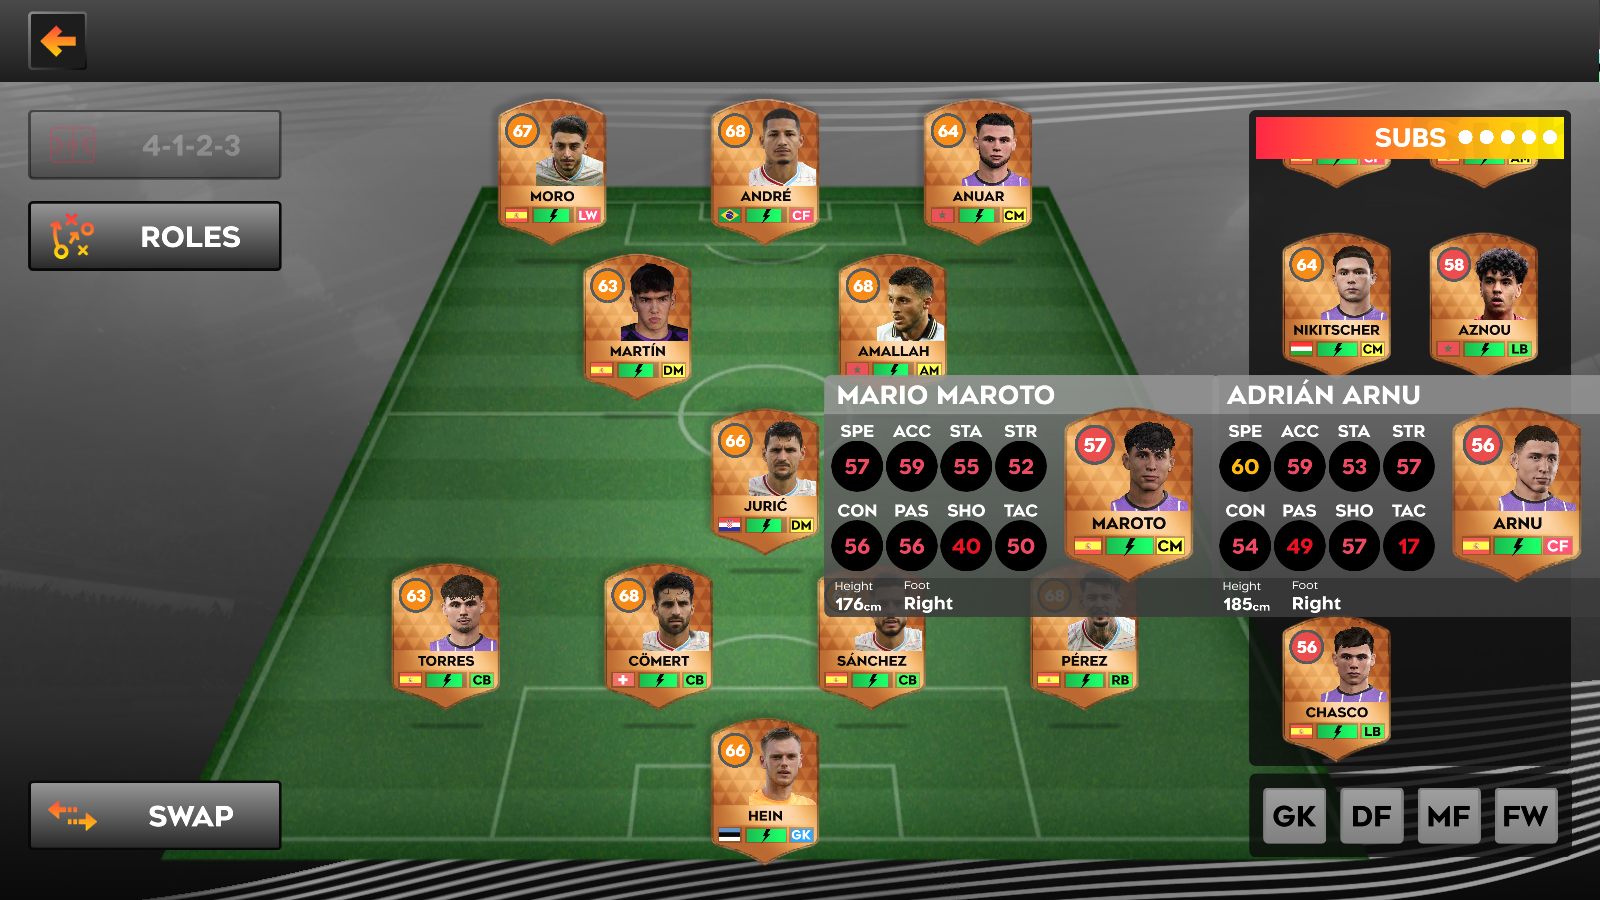 4-1-2-3
ROLES
67
MORO
LW
68
ANDRÉ
CF
64
ANUAR
CM
SUBS
63
MARTÍN
DM
68
AMALLAH
AM
64
NIKITSCHER
CM
58
AZNOU
LB
66
JURIĆ
DM
MARIO MAROTO
SPE ACC STA STR
57 59 55 52
CON PAS SHO TAC
56 56 40 50
Height Foot
176cm Right
57
MAROTO
CM
ADRIÁN ARNU
SPE ACC STA STR
60 59 53 57
CON PAS SHO TAC
54 49 57 17
Height Foot
185cm Right
56
ARNU
CF
63
TORRES
CB
68
CÖMERT
CB
SÁNCHEZ
CB
68
PÉREZ
RB
56
CHASCO
LB
66
HEIN
GK
SWAP
GK DF MF FW